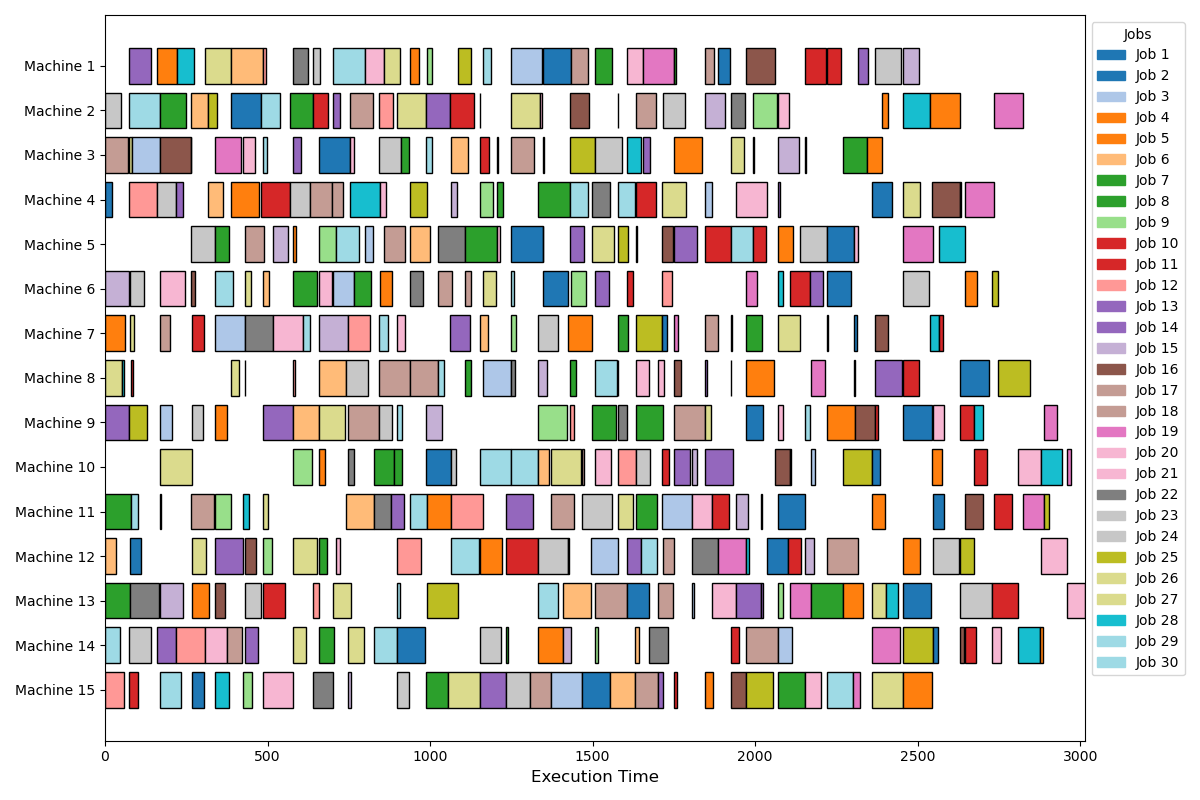 Machine 1
Machine 2
Machine 3
Machine 4
Machine 5
Machine 6
Machine 7
Machine 8
Machine 9
Machine 10
Machine 11
Machine 12
Machine 13
Machine 14
Machine 15
0 500 1000 1500 2000 2500 3000
Execution Time
Jobs
Job 1
Job 2
Job 3
Job 4
Job 5
Job 6
Job 7
Job 8
Job 9
Job 10
Job 11
Job 12
Job 13
Job 14
Job 15
Job 16
Job 17
Job 18
Job 19
Job 20
Job 21
Job 22
Job 23
Job 24
Job 25
Job 26
Job 27
Job 28
Job 29
Job 30